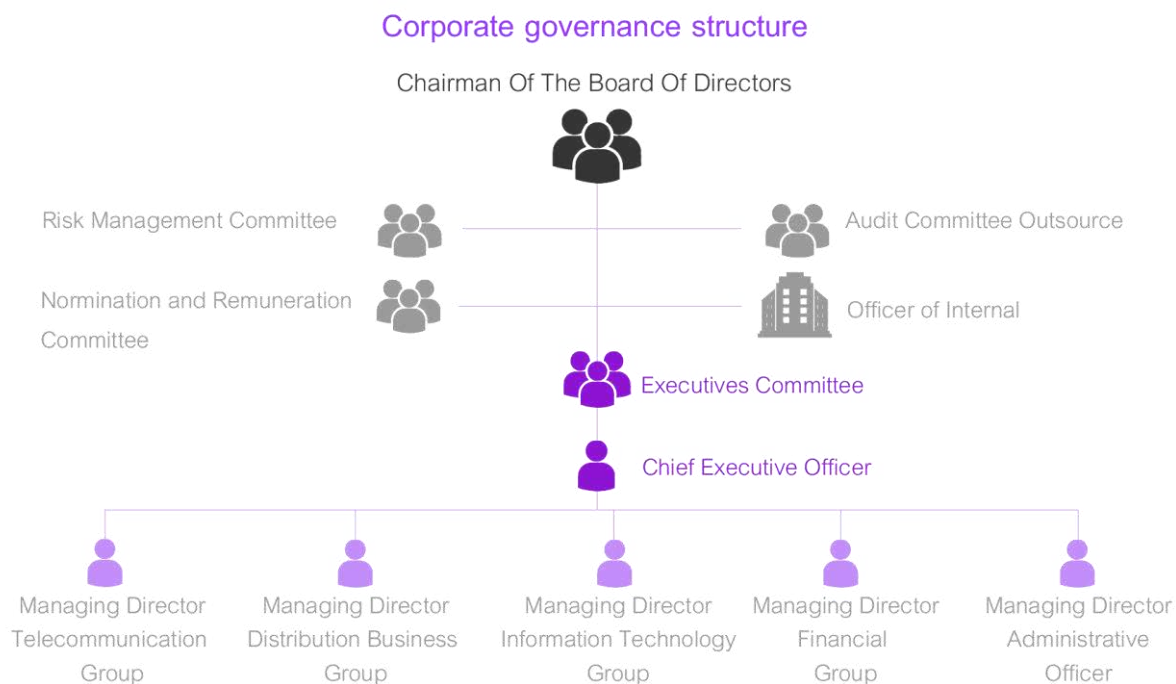 Corporate governance structure
Chairman Of The Board Of Directors
Risk Management Committee
Audit Committee Outsource
Normination and Remuneration
Committee
Officer of Internal
Executives Committee
Chief Executive Officer
Managing Director
Telecommunication
Group
Managing Director
Distribution Business
Group
Managing Director
Information Technology
Group
Managing Director
Financial
Group
Managing Director
Administrative
Officer